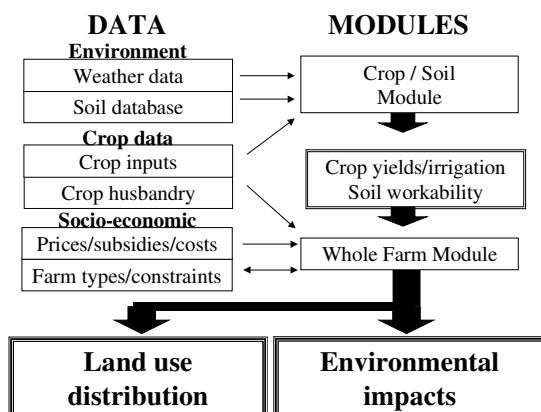 DATA
MODULES
Environment
Weather data
Soil database
Crop / Soil
Module
Crop data
Crop inputs
Crop husbandry
Crop yields/irrigation
Soil workability
Socio-economic
Prices/subsidies/costs
Farm types/constraints
Whole Farm Module
Land use
distribution
Environmental
impacts